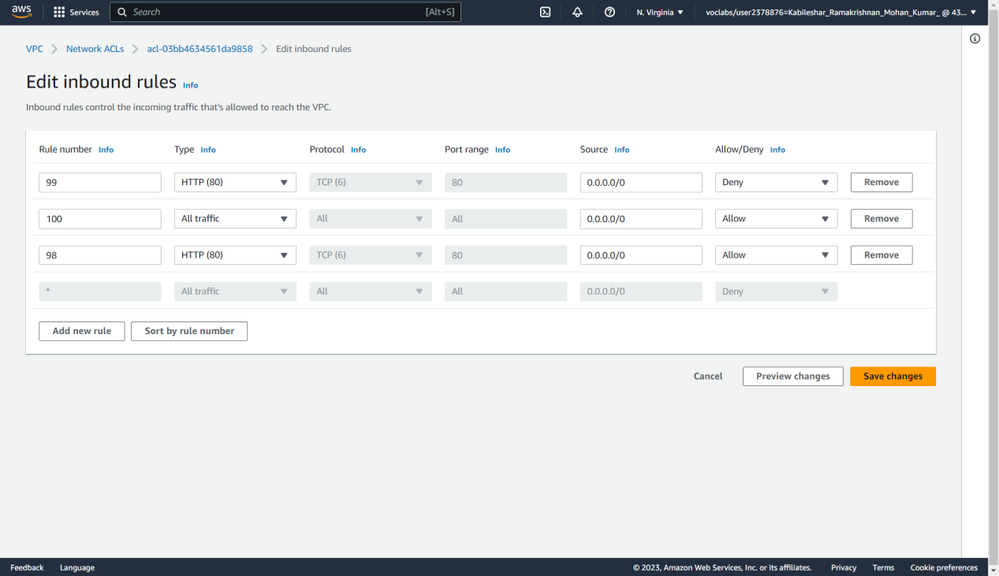 aws Services Search [Alt+S] N. Virginia voclabs/user2378876=Kabileshar_Ramakrishnan_Mohan_Kumar_ @ 43...
VPC Network ACLs acl-03bb4634561da9858 Edit inbound rules
Edit inbound rules Info
Inbound rules control the incoming traffic that's allowed to reach the VPC.
Rule number Info Type Info Protocol Info Port range Info Source Info Allow/Deny Info
99 HTTP (80) TCP (6) 80 0.0.0.0/0 Deny Remove
100 All traffic All All 0.0.0.0/0 Allow Remove
98 HTTP (80) TCP (6) 80 0.0.0.0/0 Allow Remove
* All traffic All All 0.0.0.0/0 Deny
Add new rule Sort by rule number
Cancel Preview changes Save changes
Feedback Language © 2023, Amazon Web Services, Inc. or its affiliates. Privacy Terms Cookie preferences